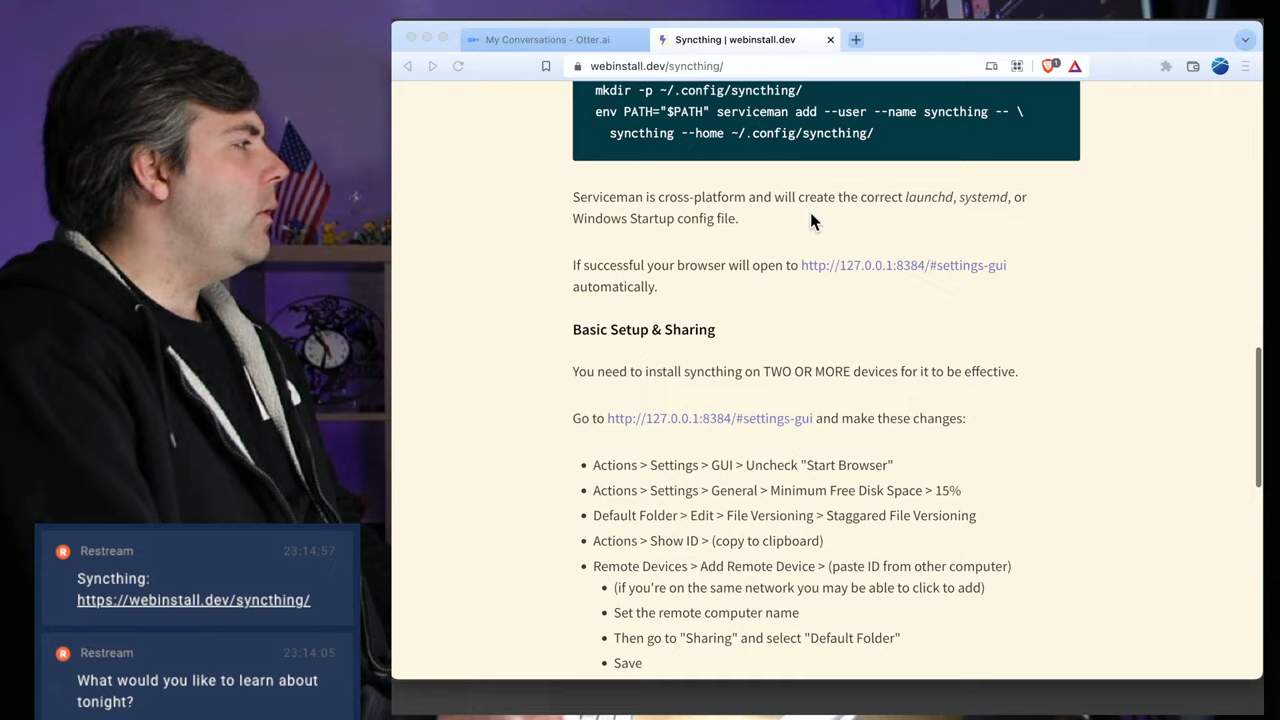 My Conversations - Otter.ai
Syncthing | webinstall.dev
webinstall.dev/syncthing/
1
mkdir -p ~/.config/syncthing/
env PATH="$PATH" serviceman add --user --name syncthing -- \
syncthing --home ~/.config/syncthing/
Serviceman is cross-platform and will create the correct launchd, systemd, or
Windows Startup config file.
If successful your browser will open to http://127.0.0.1:8384/#settings-gui
automatically.
Basic Setup & Sharing
You need to install syncthing on TWO OR MORE devices for it to be effective.
Go to http://127.0.0.1:8384/#settings-gui and make these changes:
• Actions > Settings > GUI > Uncheck "Start Browser"
• Actions > Settings > General > Minimum Free Disk Space > 15%
• Default Folder > Edit > File Versioning > Staggared File Versioning
• Actions > Show ID > (copy to clipboard)
• Remote Devices > Add Remote Device > (paste ID from other computer)
• (if you're on the same network you may be able to click to add)
• Set the remote computer name
• Then go to "Sharing" and select "Default Folder"
• Save
R Restream 23:14:57
Syncthing:
https://webinstall.dev/syncthing/
R Restream 23:14:05
What would you like to learn about
tonight?